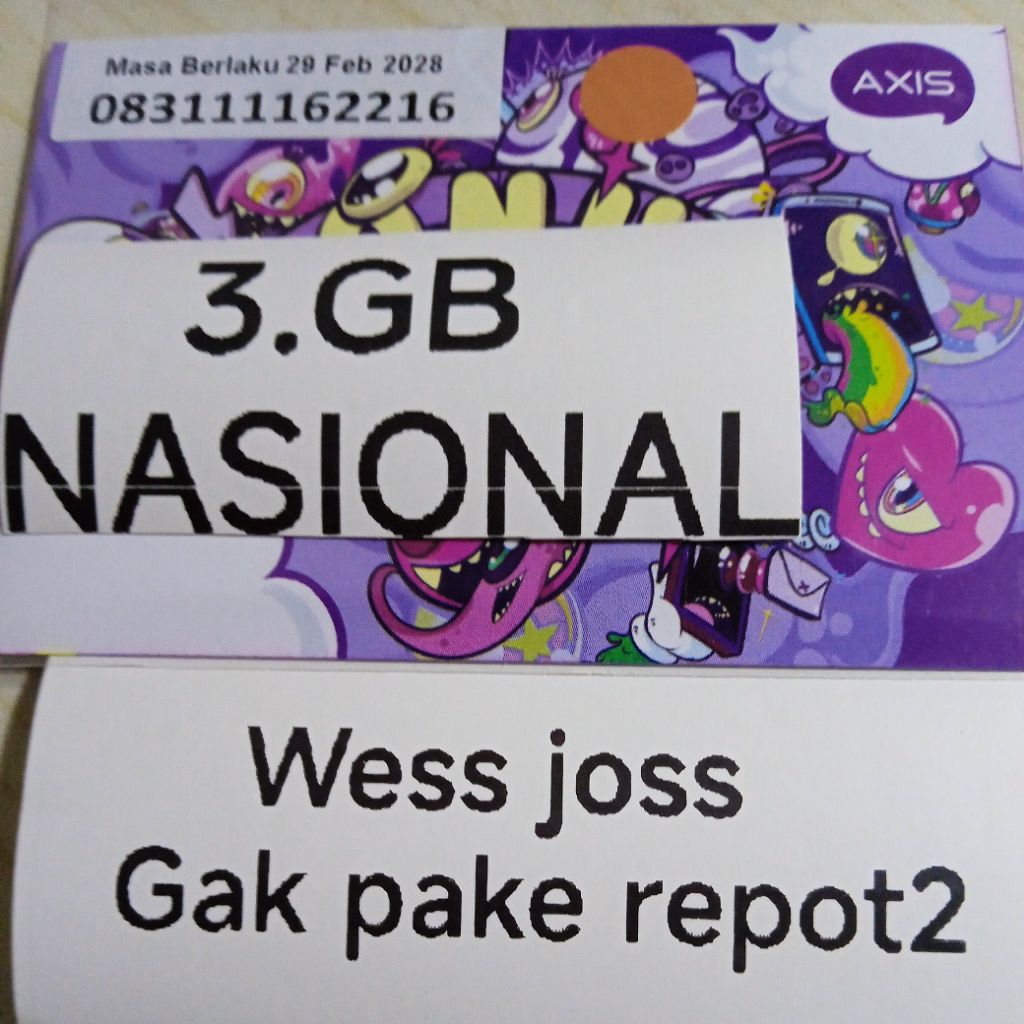 Masa Berlaku 29 Feb 2028
083111162216
AXIS
3.GB
NASIONAL
Wess joss
Gak pake repot2